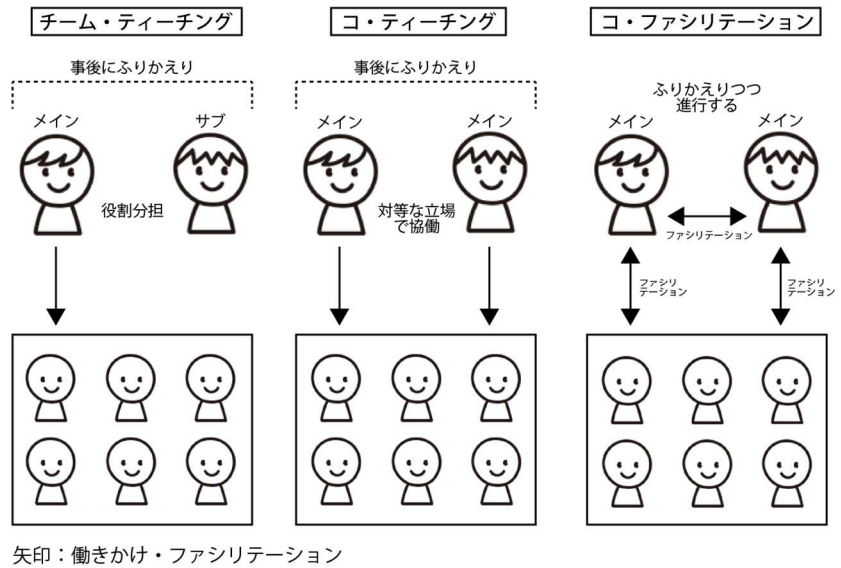 チーム・ティーチング
コ・ティーチング
コ・ファシリテーション
事後にふりかえり
事後にふりかえり
ふりかえりつつ
進行する
メイン
サブ
メイン
メイン
メイン
メイン
役割分担
対等な立場
で協働
ファシリテーション
ファシリ
テーション
ファシリ
テーション
矢印：働きかけ・ファシリテーション